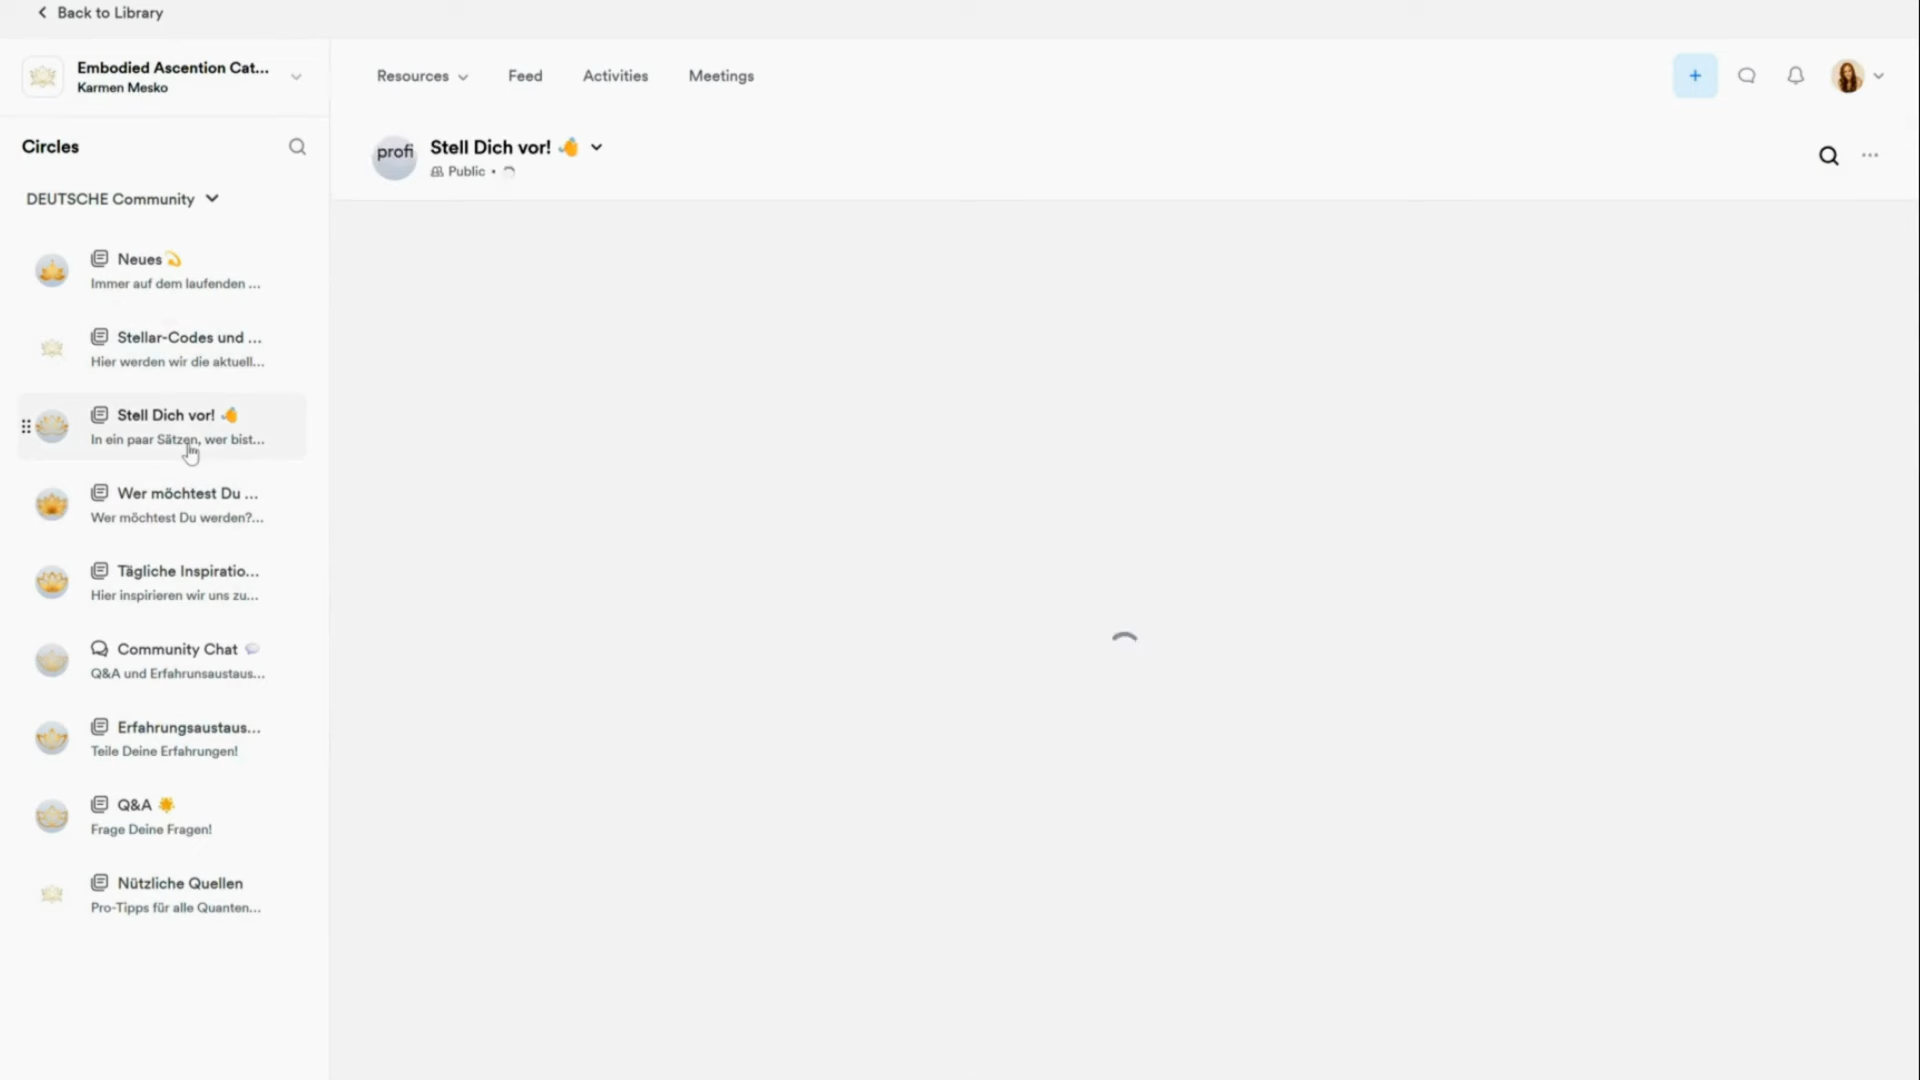 Back to Library
Embodied Ascention Cat...
Karmen Mesko
Resources
Feed
Activities
Meetings
Circles
profi
Stell Dich vor! 👋
Public •
DEUTSCHE Community
Neues 💫
Immer auf dem laufenden ...
Stellar-Codes und ...
Hier werden wir die aktuell...
Stell Dich vor! 👋
In ein paar Sätzen, wer bist...
Wer möchtest Du ...
Wer möchtest Du werden?...
Tägliche Inspiratio...
Hier inspirieren wir uns zu...
Community Chat 💬
Q&A und Erfahrunsaustaus...
Erfahrungsaustaus...
Teile Deine Erfahrungen!
Q&A ☀️
Frage Deine Fragen!
Nützliche Quellen
Pro-Tipps für alle Quanten...